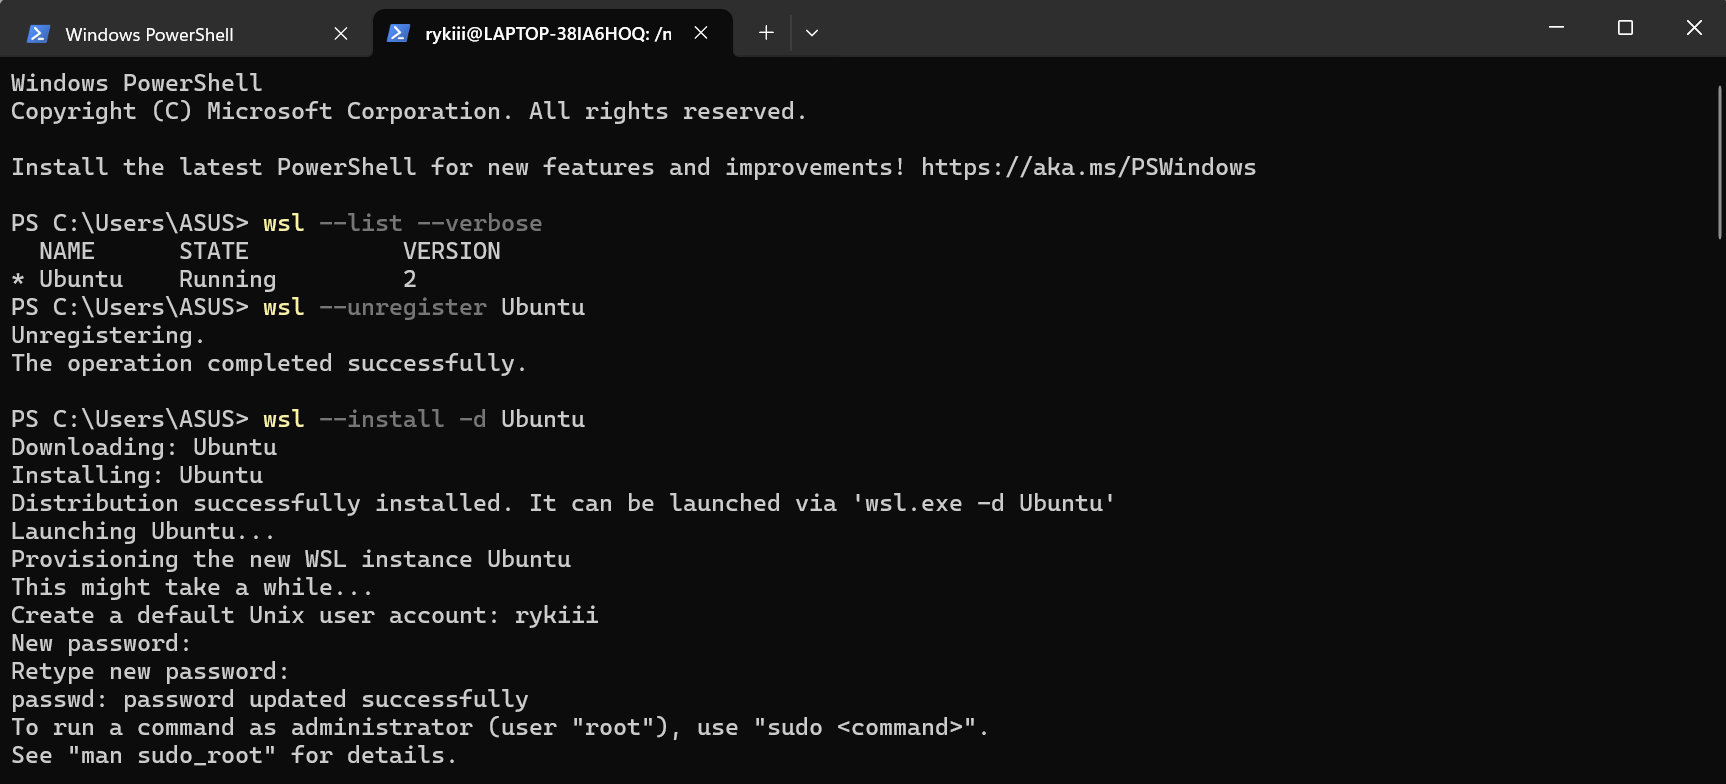 Windows PowerShell
rykiii@LAPTOP-38IA6HOQ: /n
Windows PowerShell
Copyright (C) Microsoft Corporation. All rights reserved.
Install the latest PowerShell for new features and improvements! https://aka.ms/PSWindows
PS C:\Users\ASUS> wsl --list --verbose
  NAME      STATE           VERSION
* Ubuntu    Running         2
PS C:\Users\ASUS> wsl --unregister Ubuntu
Unregistering.
The operation completed successfully.
PS C:\Users\ASUS> wsl --install -d Ubuntu
Downloading: Ubuntu
Installing: Ubuntu
Distribution successfully installed. It can be launched via 'wsl.exe -d Ubuntu'
Launching Ubuntu...
Provisioning the new WSL instance Ubuntu
This might take a while...
Create a default Unix user account: rykiii
New password:
Retype new password:
passwd: password updated successfully
To run a command as administrator (user "root"), use "sudo <command>".
See "man sudo_root" for details.